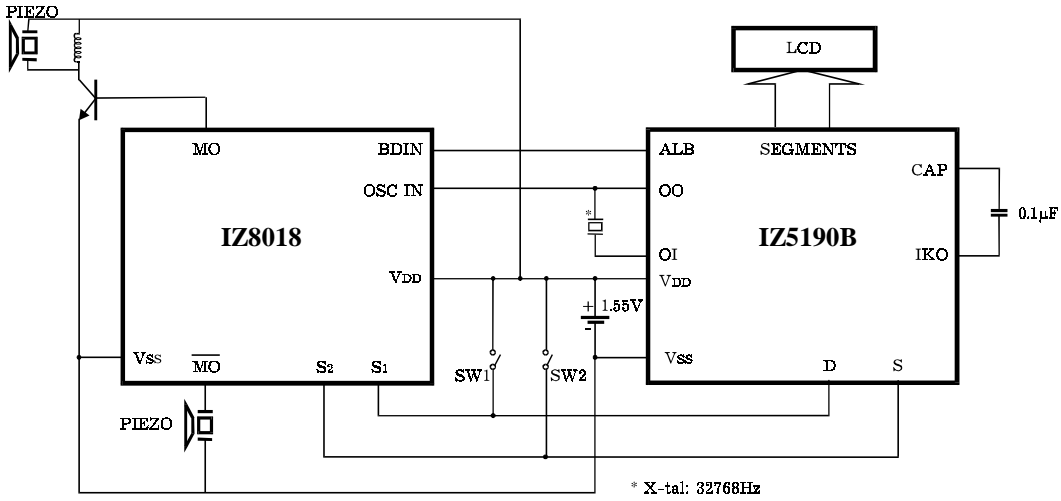 PIEZO
LCD
MO
BDIN
ALB
SEGMENTS
CAP
OSC IN
OO
*
0.1μF
IZ8018
IZ5190B
OI
IKO
VDD
VDD
+ 1.55V
-
VSS
VSS
MO
S2
S1
SW1
SW2
D
S
PIEZO
* X-tal: 32768Hz